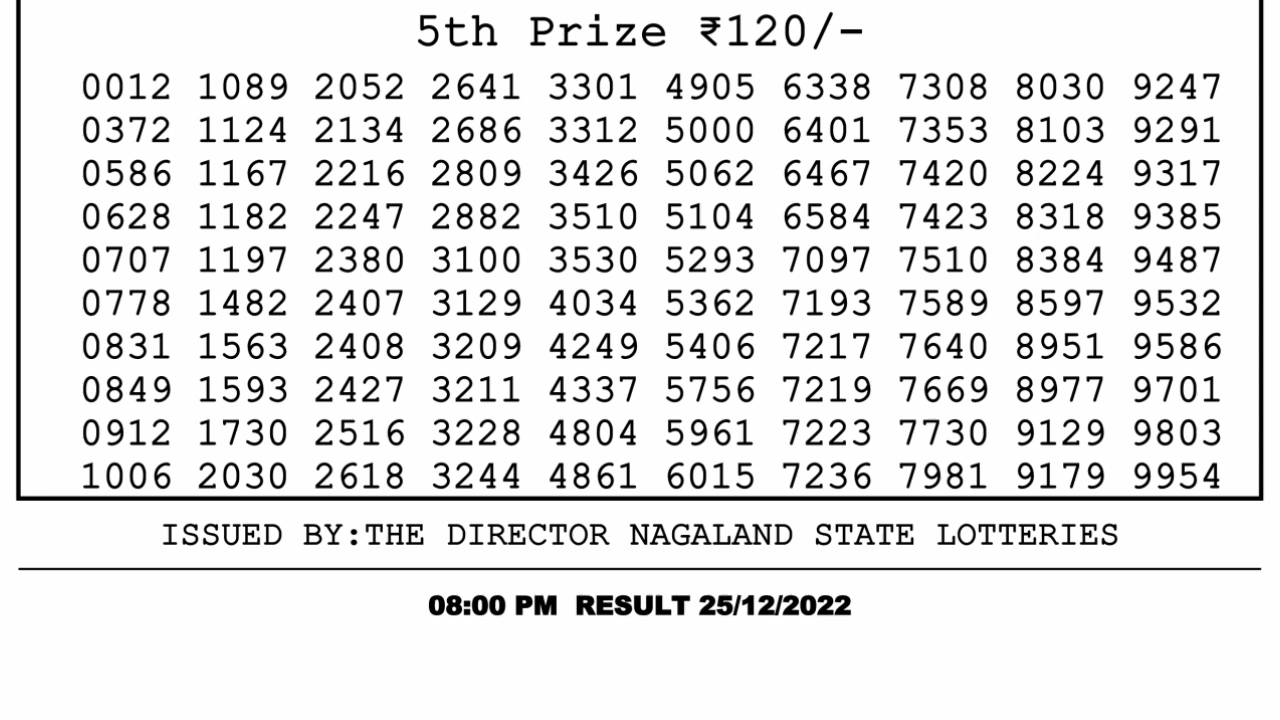 5th Prize ₹120/-
0012 1089 2052 2641 3301 4905 6338 7308 8030 9247
0372 1124 2134 2686 3312 5000 6401 7353 8103 9291
0586 1167 2216 2809 3426 5062 6467 7420 8224 9317
0628 1182 2247 2882 3510 5104 6584 7423 8318 9385
0707 1197 2380 3100 3530 5293 7097 7510 8384 9487
0778 1482 2407 3129 4034 5362 7193 7589 8597 9532
0831 1563 2408 3209 4249 5406 7217 7640 8951 9586
0849 1593 2427 3211 4337 5756 7219 7669 8977 9701
0912 1730 2516 3228 4804 5961 7223 7730 9129 9803
1006 2030 2618 3244 4861 6015 7236 7981 9179 9954
ISSUED BY:THE DIRECTOR NAGALAND STATE LOTTERIES
08:00 PM RESULT 25/12/2022